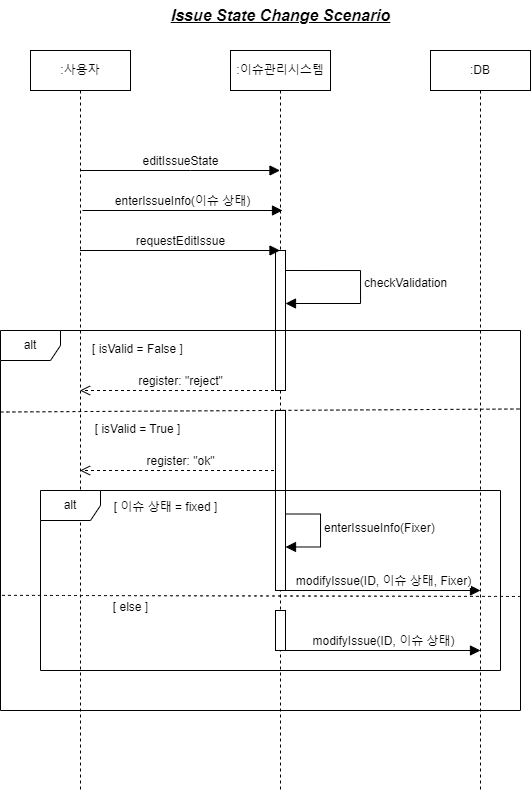 Issue State Change Scenario
:사용자
:이슈관리시스템
:DB
editIssueState
enterIssueInfo(이슈 상태)
requestEditIssue
checkValidation
alt
[ isValid = False ]
register: "reject"
[ isValid = True ]
register: "ok"
alt
[ 이슈 상태 = fixed ]
enterIssueInfo(Fixer)
modifyIssue(ID, 이슈 상태, Fixer)
[ else ]
modifyIssue(ID, 이슈 상태)